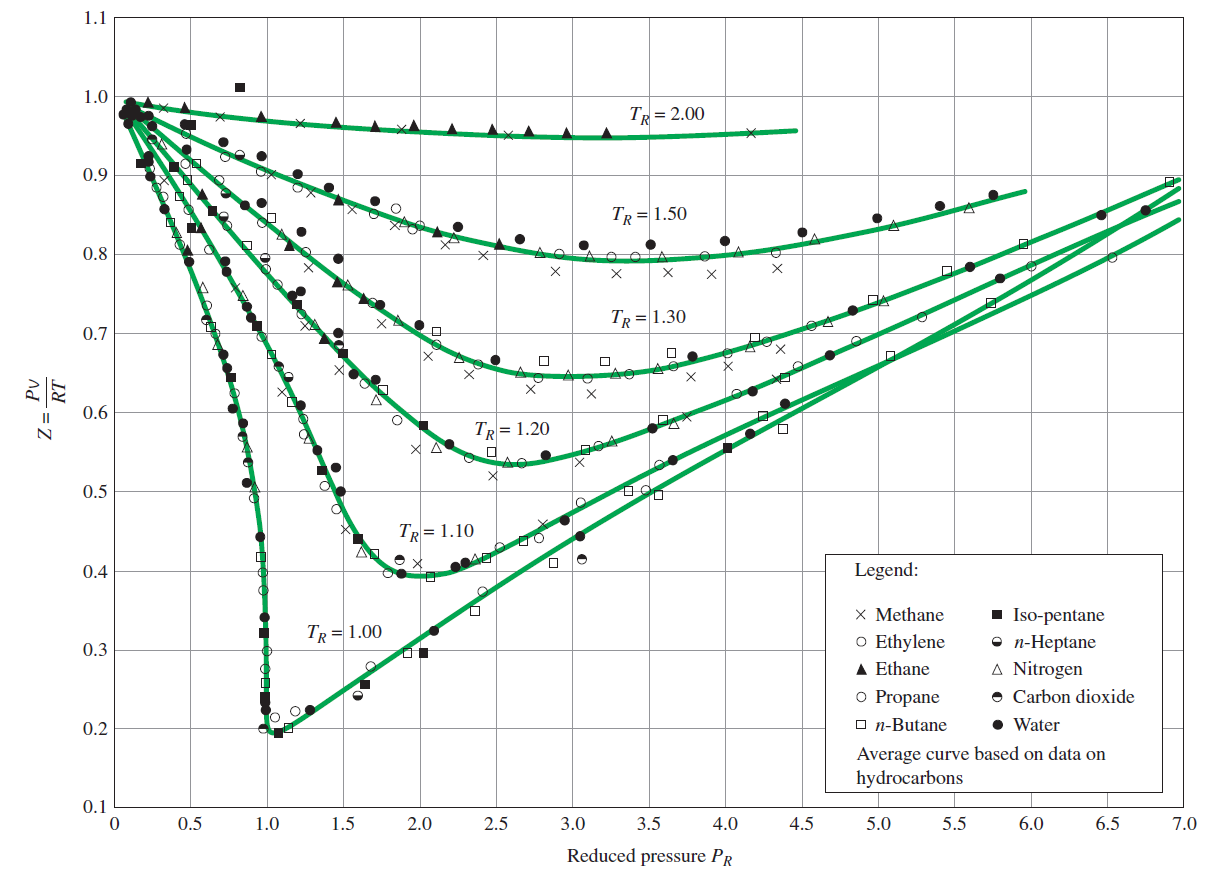 1.1
1.0
0.9
0.8
0.7
0.6
0.5
0.4
0.3
0.2
0.1
Z = Pv/RT
T_R = 2.00
T_R = 1.50
T_R = 1.30
T_R = 1.20
T_R = 1.10
T_R = 1.00
Legend:
× Methane
○ Ethylene
▲ Ethane
○ Propane
□ n-Butane
■ Iso-pentane
◒ n-Heptane
△ Nitrogen
◒ Carbon dioxide
● Water
Average curve based on data on
hydrocarbons
0 0.5 1.0 1.5 2.0 2.5 3.0 3.5 4.0 4.5 5.0 5.5 6.0 6.5 7.0
Reduced pressure P_R